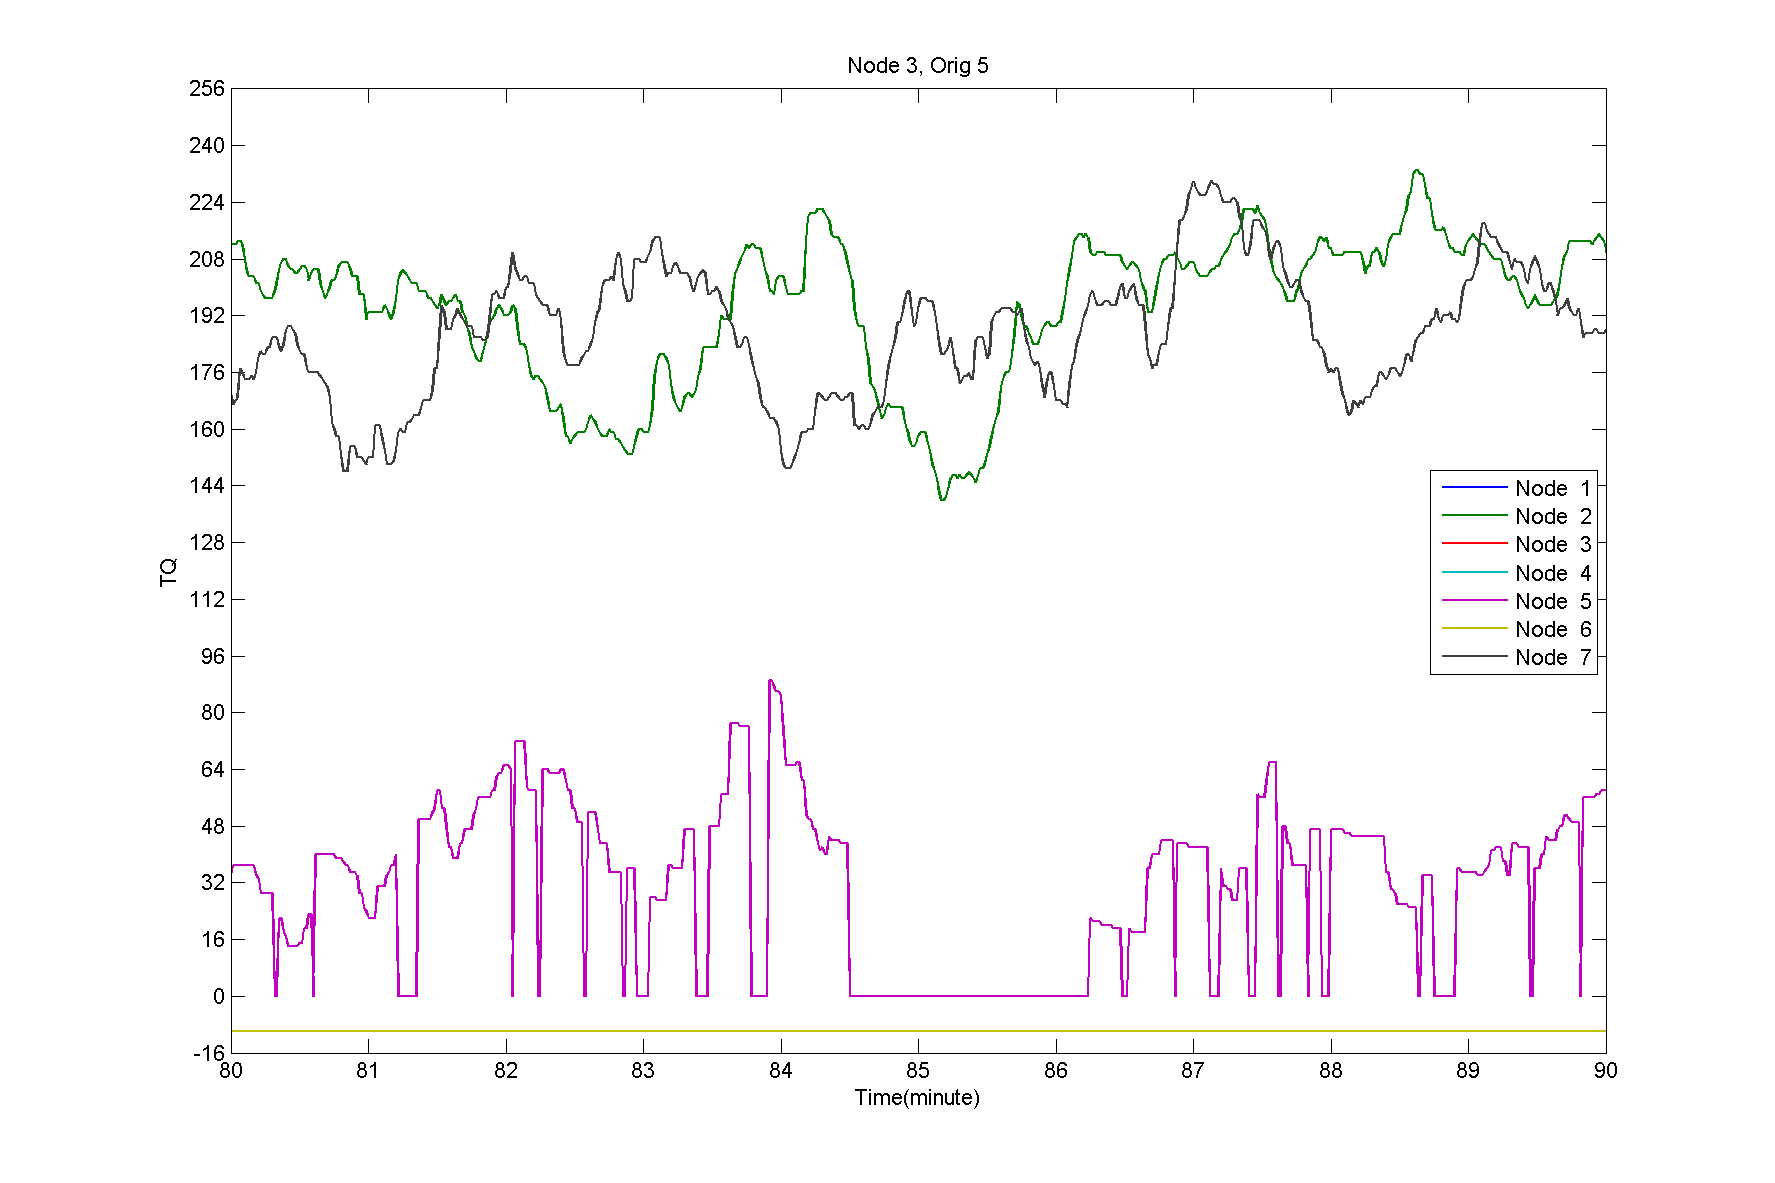 Node 3, Orig 5
256
240
224
208
192
176
160
144
128
112
96
80
64
48
32
16
0
-16
TQ
Node 1
Node 2
Node 3
Node 4
Node 5
Node 6
Node 7
80 81 82 83 84 85 86 87 88 89 90
Time(minute)